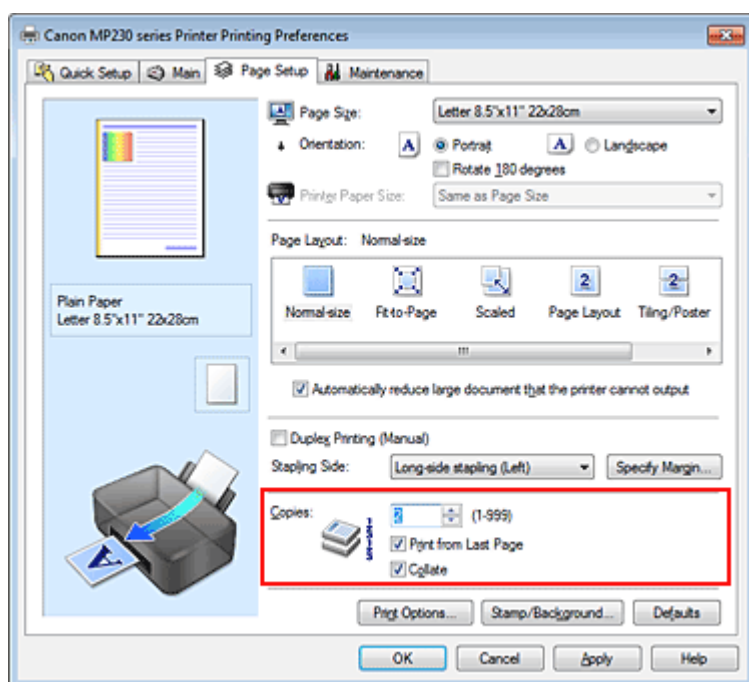 Canon MP230 series Printer Printing Preferences
Quick Setup Main Page Setup Maintenance
Page Size: Letter 8.5"x11" 22x28cm
Orientation: A Portrait A Landscape
Rotate 180 degrees
Printer Paper Size: Same as Page Size
Page Layout: Normal-size
Normal-size Fit-to-Page Scaled Page Layout Tiling/Poster
Plain Paper
Letter 8.5"x11" 22x28cm
Automatically reduce large document that the printer cannot output
Duplex Printing (Manual)
Stapling Side: Long-side stapling (Left) Specify Margin...
Copies: 2 (1-999)
Print from Last Page
Collate
Print Options... Stamp/Background... Defaults
OK Cancel Apply Help